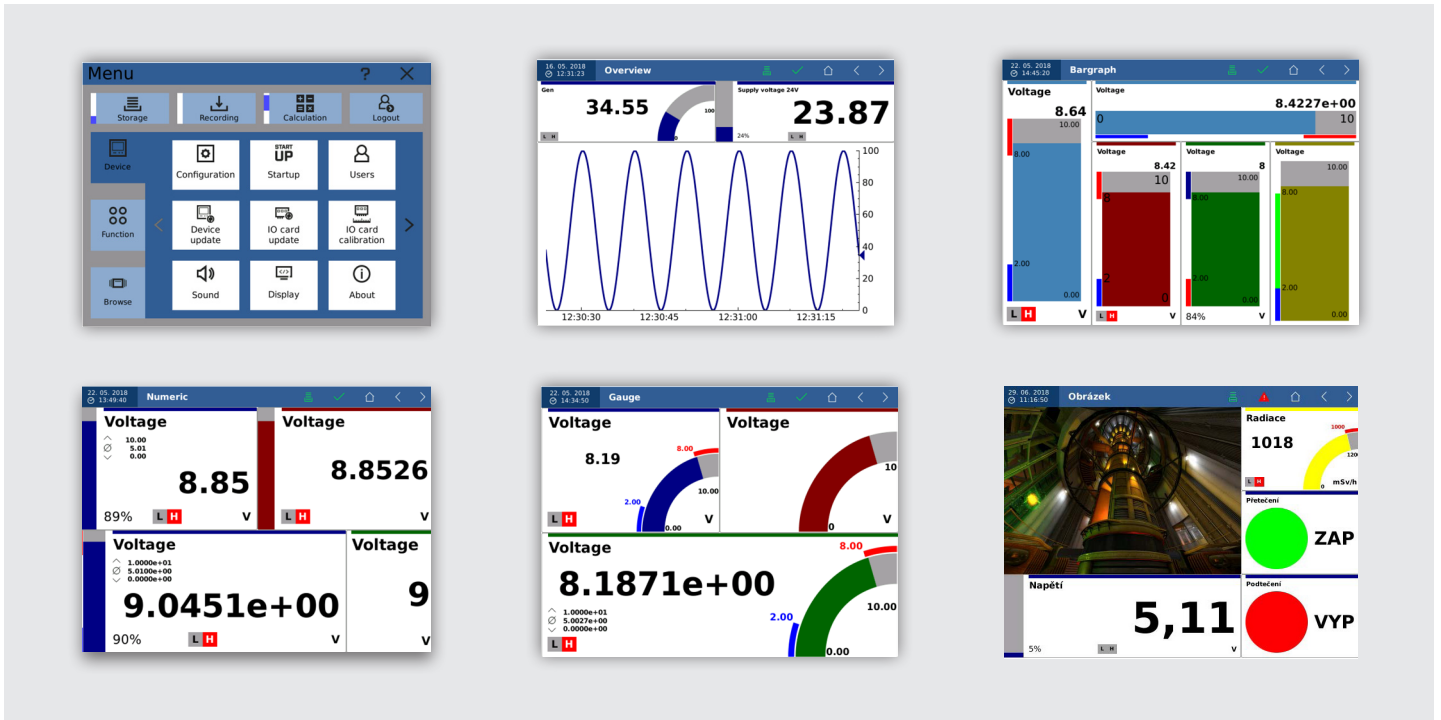 Menu ?
Storage Recording Calculation Logout
Device
Configuration
START
UP
Startup
Users
Function
Device
update
IO card
update
IO card
calibration
Browse
Sound
Display
About
16. 05. 2018
12:31:23
Overview
Gen
34.55
100
0
L H
Supply voltage 24V
23.87
24%
L H
100
80
60
40
20
0
12:30:30 12:30:45 12:31:00 12:31:15
22. 05. 2018
14:45:20
Bargraph
Voltage
8.64
10.00
8.00
2.00
0.00
L H V
Voltage
8.4227e+00
0 10
Voltage
8.42
10
8
2
0
L H V
Voltage
8
10.00
8.00
2.00
0.00
84% V
Voltage
10.00
8.00
2.00
0.00
22. 05. 2018
13:49:40
Numeric
Voltage
10.00
5.01
0.00
8.85
89% L H V
Voltage
8.8526
L H V
Voltage
1.0000e+01
5.0100e+00
0.0000e+00
9.0451e+00
90% L H V
Voltage
9
V
22. 05. 2018
14:34:50
Gauge
Voltage
8.19
8.00
2.00
10.00
0.00
L H V
Voltage
10
0
V
Voltage
8.1871e+00
8.00
2.00
10.00
0.00
1.0000e+01
5.0027e+00
0.0000e+00
L H
29. 06. 2018
11:16:50
Obrázek
Radiace
1018
1000
120
0
L H mSv/h
Přetečení
ZAP
Napětí
5,11
5% L H V
Podtečení
VYP